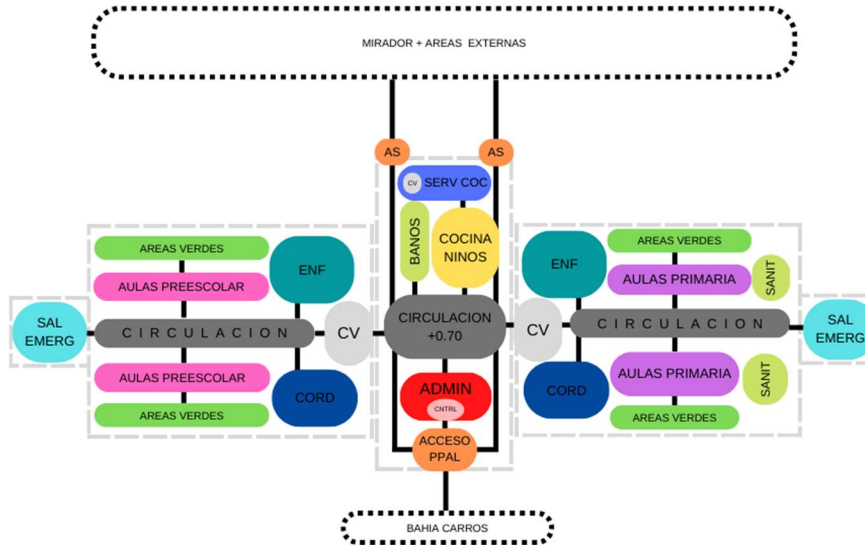 MIRADOR + AREAS EXTERNAS
AS
AS
CV
SERV COC
BANOS
COCINA
NINOS
AREAS VERDES
ENF
AULAS PREESCOLAR
SAL
EMERG
CIRCULACION
CV
CIRCULACION
+0.70
AULAS PREESCOLAR
CORD
AREAS VERDES
ADMIN
CNTRL
ACCESO
PPAL
ENF
AREAS VERDES
AULAS PRIMARIA
SANIT
CV
CIRCULACION
SAL
EMERG
CORD
AULAS PRIMARIA
SANIT
AREAS VERDES
BAHIA CARROS